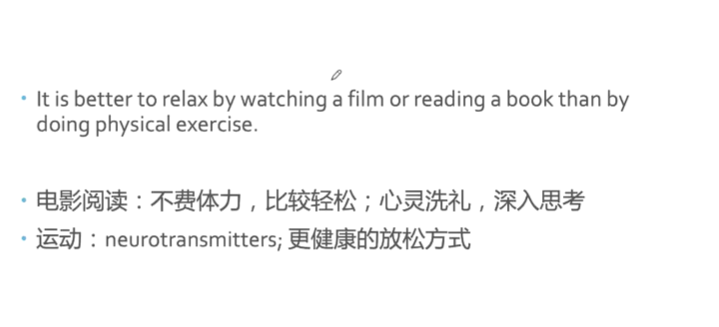 • It is better to relax by watching a film or reading a book than by
doing physical exercise.
• 电影阅读：不费体力，比较轻松；心灵洗礼，深入思考
• 运动：neurotransmitters; 更健康的放松方式